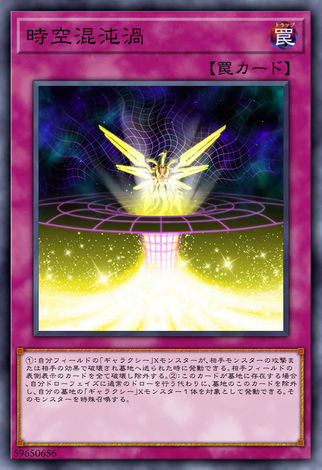 時空混沌渦
トラップ
罠
【罠カード】
①:自分フィールドの「ギャラクシー」Xモンスターが、相手モンスターの攻撃ま
たは相手の効果で破壊され墓地へ送られた時に発動できる。相手フィールドの
表側表示のカードを全て破壊し除外する。②:このカードが墓地に存在する場合、
自分ドローフェイズに通常のドローを行う代わりに、墓地のこのカードを除外
し、自分の墓地の「ギャラクシー」Xモンスター1体を対象として発動できる。そ
のモンスターを特殊召喚する。
59650656